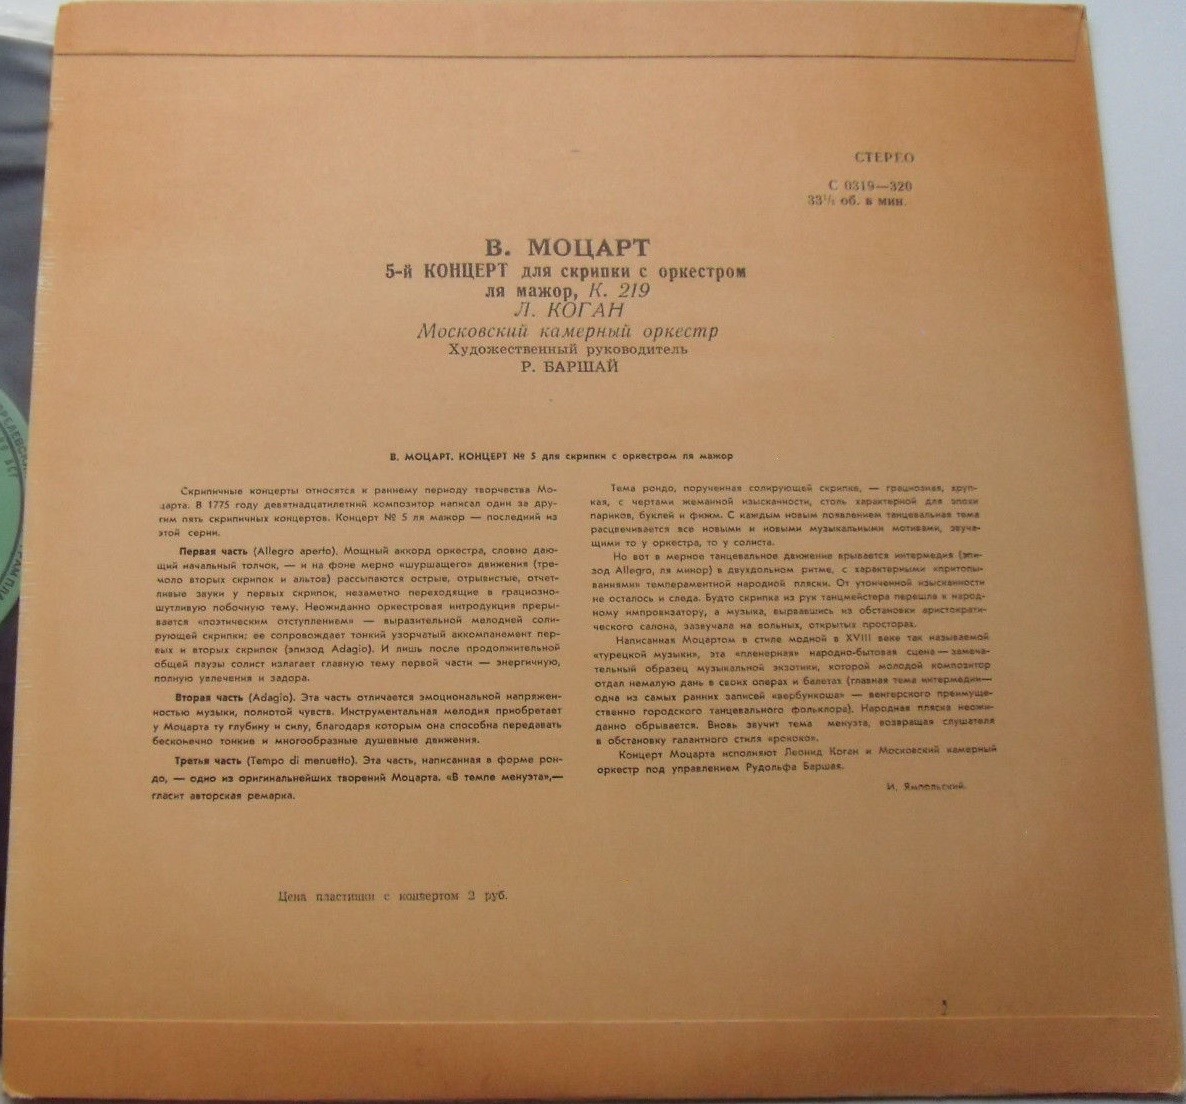 СТЕРЕО
С 0319—320
33⅓ об. в мин.
В. МОЦАРТ
5-й КОНЦЕРТ для скрипки с оркестром
ля мажор, К. 219
Л. КОГАН
Московский камерный оркестр
Художественный руководитель
Р. БАРШАЙ
В. МОЦАРТ. КОНЦЕРТ № 5 для скрипки с оркестром ля мажор
Скрипичные концерты относятся к раннему периоду творчества Мо-
царта. В 1775 году девятнадцатилетний композитор написал один за дру-
гим пять скрипичных концертов. Концерт № 5 ля мажор — последний из
этой серии.
Первая часть (Allegro aperto). Мощный аккорд оркестра, словно даю-
щий начальный толчок, — и на фоне мерно «шуршащего» движения (тре-
моло вторых скрипок и альтов) рассыпаются острые, отрывистые, отчет-
ливые звуки у первых скрипок, незаметно переходящие в грациозно-
шутливую побочную тему. Неожиданно оркестровая интродукция преры-
вается «поэтическим отступлением» — выразительной мелодией соли-
рующей скрипки; ее сопровождает тонкий узорчатый аккомпанемент пер-
вых и вторых скрипок (эпизод Adagio). И лишь после продолжительной
общей паузы солист излагает главную тему первой части — энергичную,
полную увлечения и задора.
Вторая часть (Adagio). Эта часть отличается эмоциональной напряжен-
ностью музыки, полнотой чувств. Инструментальная мелодия приобретает
у Моцарта ту глубину и силу, благодаря которым она способна передавать
бесконечно тонкие и многообразные душевные движения.
Третья часть (Tempo di menuetto). Эта часть, написанная в форме рон-
до, — одно из оригинальнейших творений Моцарта. «В темпе менуэта»,—
гласит авторская ремарка.
Тема рондо, порученная солирующей скрипке, — грациозная, хруп-
кая, с чертами жеманной изысканности, столь характерной для эпохи
париков, буклей и фижм. С каждым новым появлением танцевальная тема
расцвечивается все новыми и новыми музыкальными мотивами, звуча-
щими то у оркестра, то у солиста.
Но вот в мерное танцевальное движение врывается интермедия (эпи-
зод Allegro, ля минор) в двухдольном ритме, с характерными «притопы-
ваниями» темпераментной народной пляски. От утонченной изысканности
не осталось и следа. Будто скрипка из рук танцмейстера перешла к народ-
ному импровизатору, а музыка, вырвавшись из обстановки аристократи-
ческого салона, зазвучала на вольных, открытых просторах.
Написанная Моцартом в стиле модной в XVIII веке так называемой
«турецкой музыки», эта «пленерная» народно-бытовая сцена — замеча-
тельный образец музыкальной экзотики, которой молодой композитор
отдал немалую дань в своих операх и балетах (главная тема интермедии—
одна из самых ранних записей «вербункоша» — венгерского преимуще-
ственно городского танцевального фольклора). Народная пляска неожи-
данно обрывается. Вновь звучит тема менуэта, возвращая слушателя
в обстановку галантного стиля «рококо».
Концерт Моцарта исполняют Леонид Коган и Московский камерный
оркестр под управлением Рудольфа Баршая.
И. Ямпольский.
Цена пластинки с конвертом 2 руб.